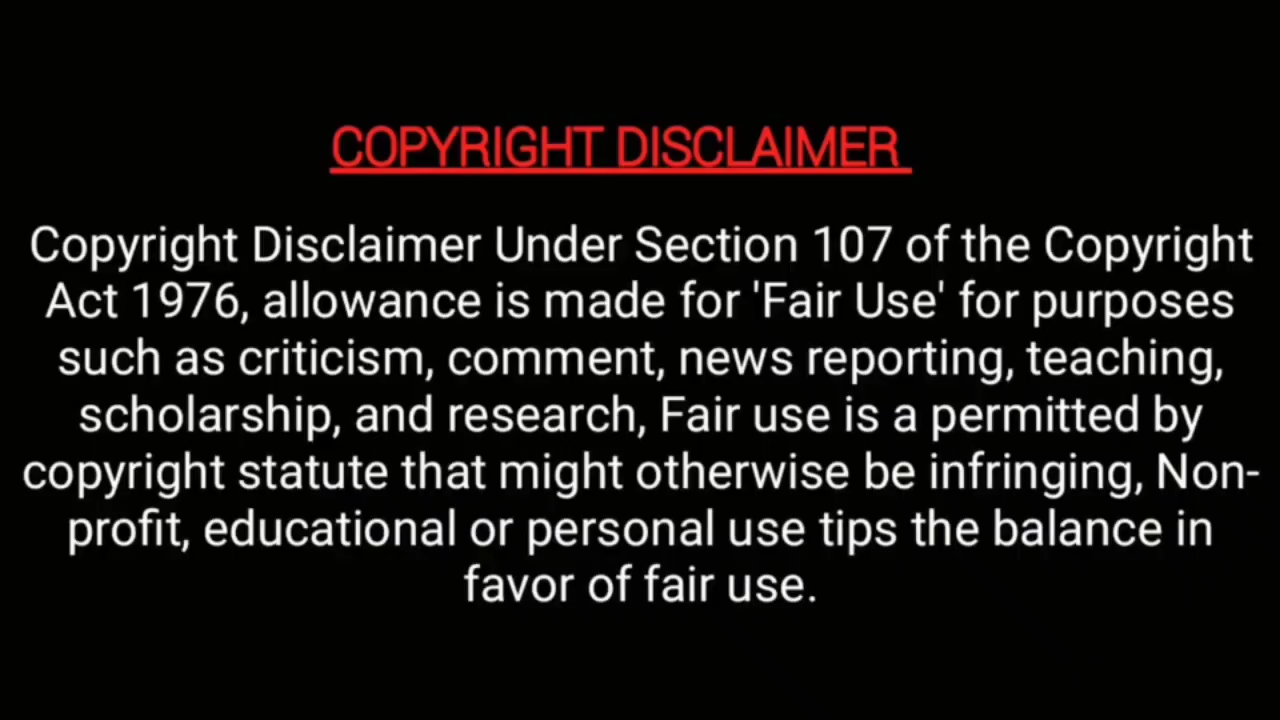 COPYRIGHT DISCLAIMER
Copyright Disclaimer Under Section 107 of the Copyright
Act 1976, allowance is made for 'Fair Use' for purposes
such as criticism, comment, news reporting, teaching,
scholarship, and research, Fair use is a permitted by
copyright statute that might otherwise be infringing, Non-
profit, educational or personal use tips the balance in
favor of fair use.